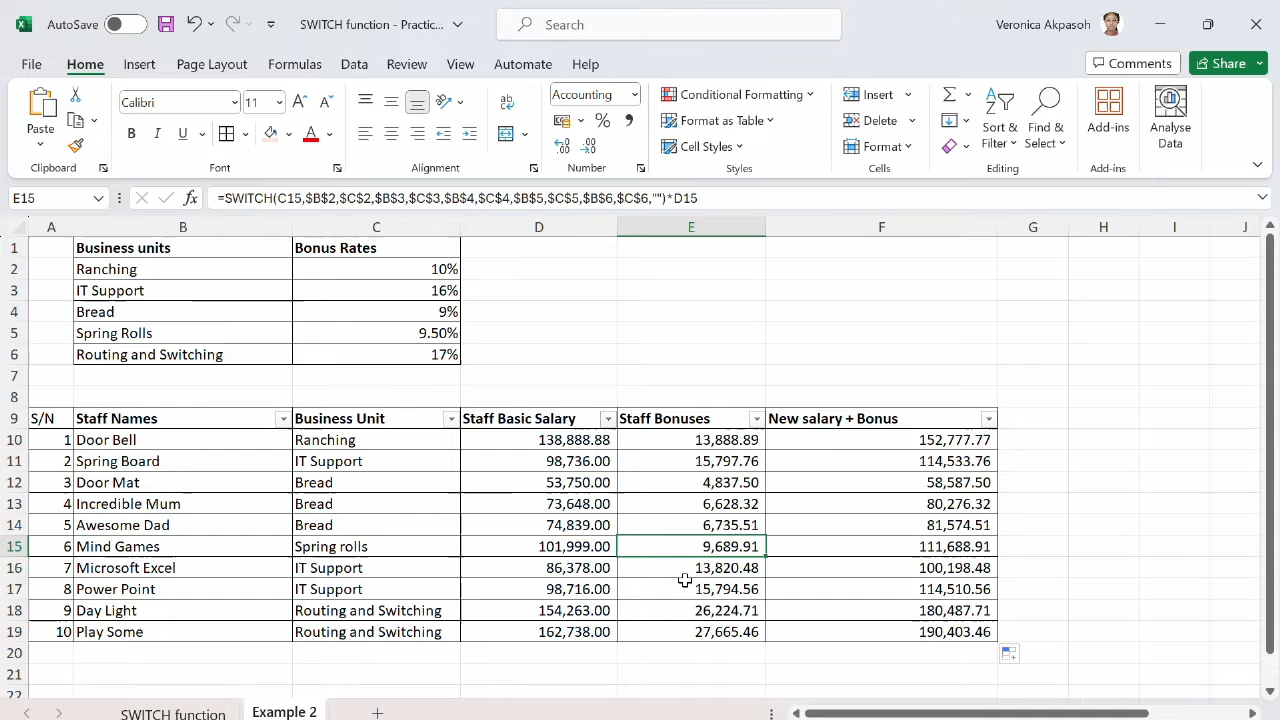 AutoSave SWITCH function - Practic... Search Veronica Akpasoh
File Home Insert Page Layout Formulas Data Review View Automate Help Comments Share
Paste Calibri 11 Accounting Conditional Formatting Insert Sort & Find & Add-ins Analyse
B I U A % Format as Table Delete Filter Select Data
Cell Styles Format
Clipboard Font Alignment Number Styles Cells Editing Add-ins
E15 fx =SWITCH(C15,$B$2,$C$2,$B$3,$C$3,$B$4,$C$4,$B$5,$C$5,$B$6,$C$6,"")*D15
A B C D E F G H I J
1 Business units Bonus Rates
2 Ranching 10%
3 IT Support 16%
4 Bread 9%
5 Spring Rolls 9.50%
6 Routing and Switching 17%
7
8
9 S/N Staff Names Business Unit Staff Basic Salary Staff Bonuses New salary + Bonus
10 1 Door Bell Ranching 138,888.88 13,888.89 152,777.77
11 2 Spring Board IT Support 98,736.00 15,797.76 114,533.76
12 3 Door Mat Bread 53,750.00 4,837.50 58,587.50
13 4 Incredible Mum Bread 73,648.00 6,628.32 80,276.32
14 5 Awesome Dad Bread 74,839.00 6,735.51 81,574.51
15 6 Mind Games Spring rolls 101,999.00 9,689.91 111,688.91
16 7 Microsoft Excel IT Support 86,378.00 13,820.48 100,198.48
17 8 Power Point IT Support 98,716.00 15,794.56 114,510.56
18 9 Day Light Routing and Switching 154,263.00 26,224.71 180,487.71
19 10 Play Some Routing and Switching 162,738.00 27,665.46 190,403.46
20
21
22
SWITCH function Example 2